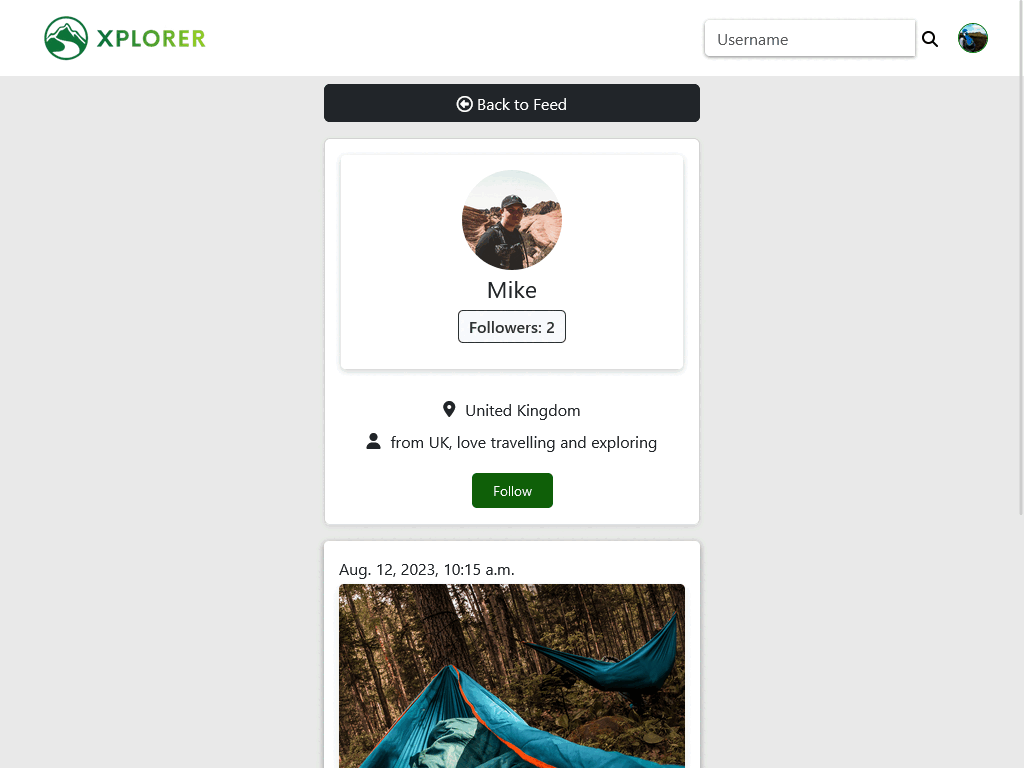 XPLORER
Username
Back to Feed
Mike
Followers: 2
United Kingdom
from UK, love travelling and exploring
Follow
Aug. 12, 2023, 10:15 a.m.